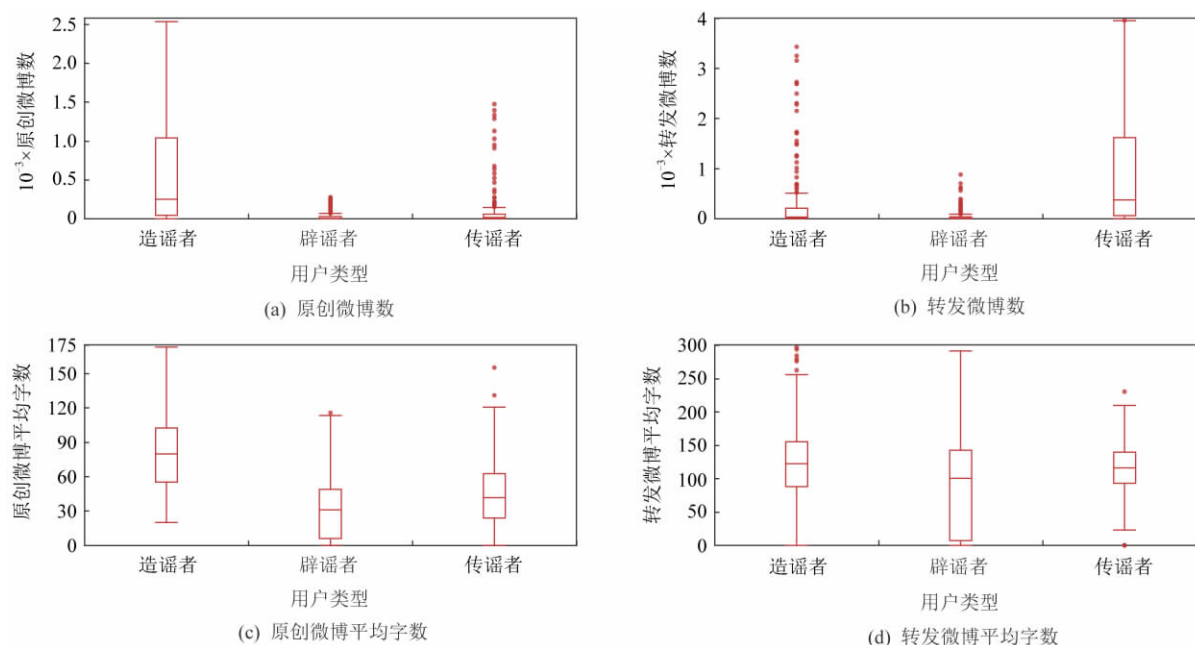 10⁻³×原创微博数
2.5
2.0
1.5
1.0
0.5
0
造谣者 辟谣者 传谣者
用户类型
(a) 原创微博数
10⁻³×转发微博数
4
3
2
1
0
造谣者 辟谣者 传谣者
用户类型
(b) 转发微博数
原创微博平均字数
175
150
120
90
60
30
0
造谣者 辟谣者 传谣者
用户类型
(c) 原创微博平均字数
转发微博平均字数
300
250
200
150
100
50
0
造谣者 辟谣者 传谣者
用户类型
(d) 转发微博平均字数